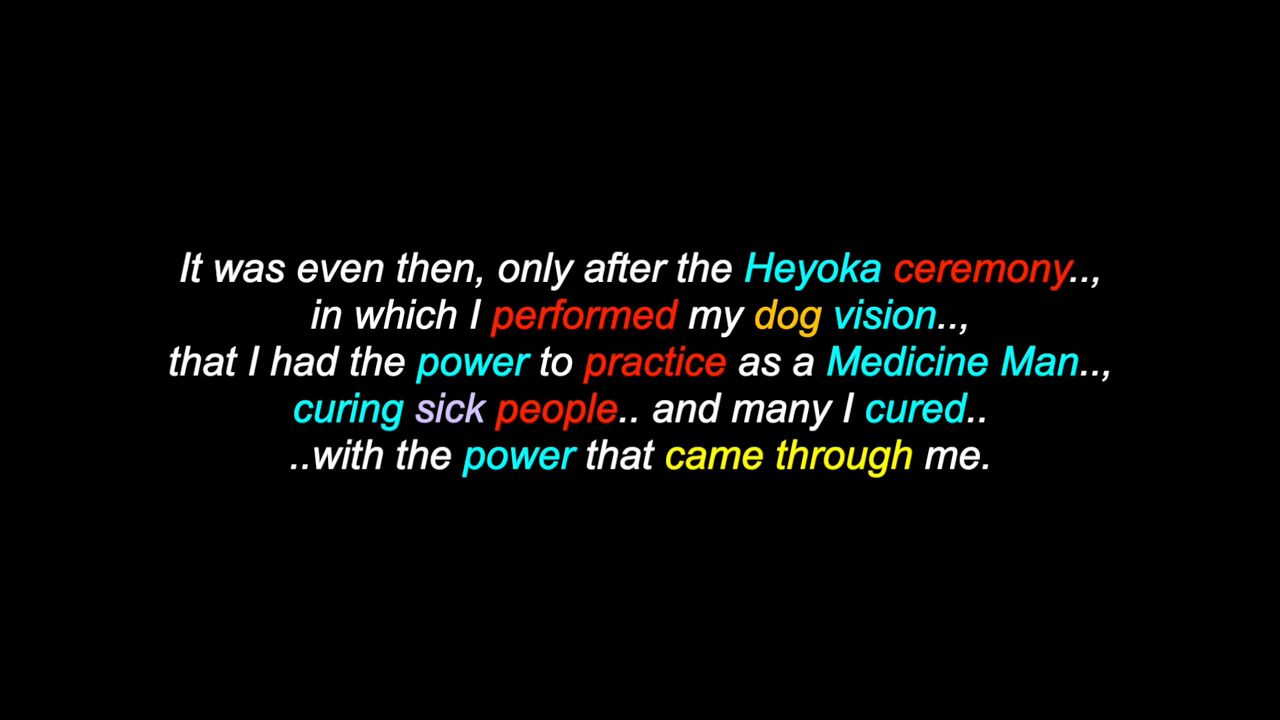 It was even then, only after the Heyoka ceremony..,
in which I performed my dog vision..,
that I had the power to practice as a Medicine Man..,
curing sick people.. and many I cured..
..with the power that came through me.